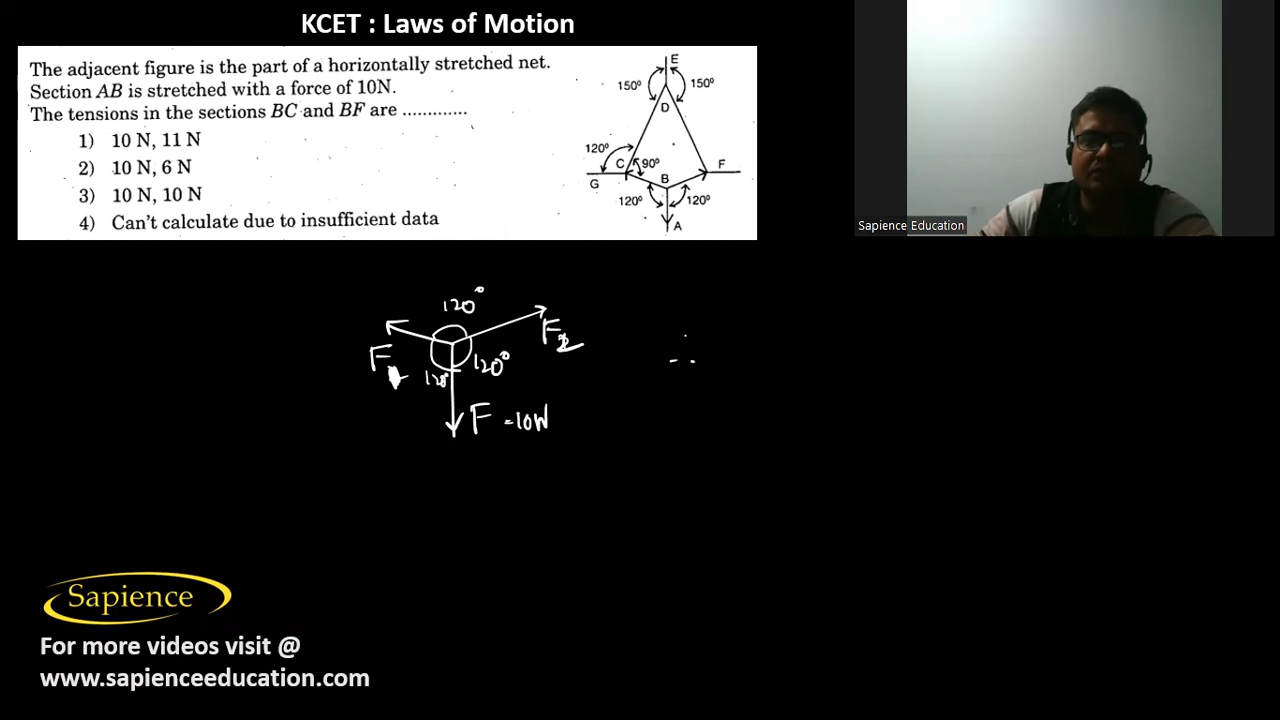 KCET : Laws of Motion
The adjacent figure is the part of a horizontally stretched net.
Section AB is stretched with a force of 10N.
The tensions in the sections BC and BF are .............
1) 10 N, 11 N
2) 10 N, 6 N
3) 10 N, 10 N
4) Can't calculate due to insufficient data
E
150° 150°
D
120°
C 90° F
G B
120° 120°
A
Sapience Education
120°
F₂
F 120°
120°
F = 10N
Sapience
For more videos visit @
www.sapienceeducation.com